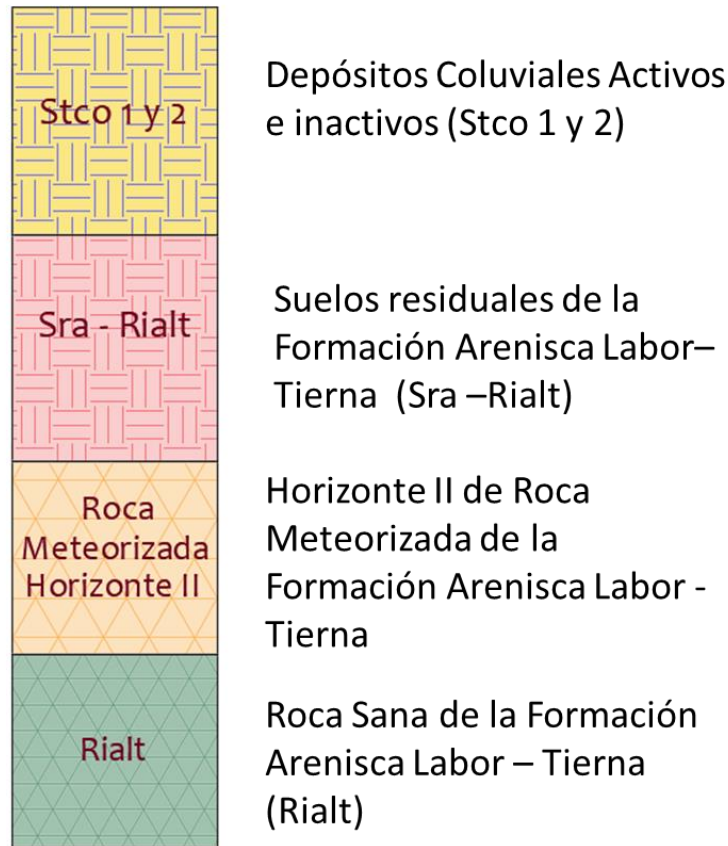 Stco 1 y 2
Depósitos Coluviales Activos
e inactivos (Stco 1 y 2)
Sra - Rialt
Suelos residuales de la
Formación Arenisca Labor–
Tierna (Sra –Rialt)
Roca
Meteorizada
Horizonte II
Horizonte II de Roca
Meteorizada de la
Formación Arenisca Labor -
Tierna
Rialt
Roca Sana de la Formación
Arenisca Labor – Tierna
(Rialt)